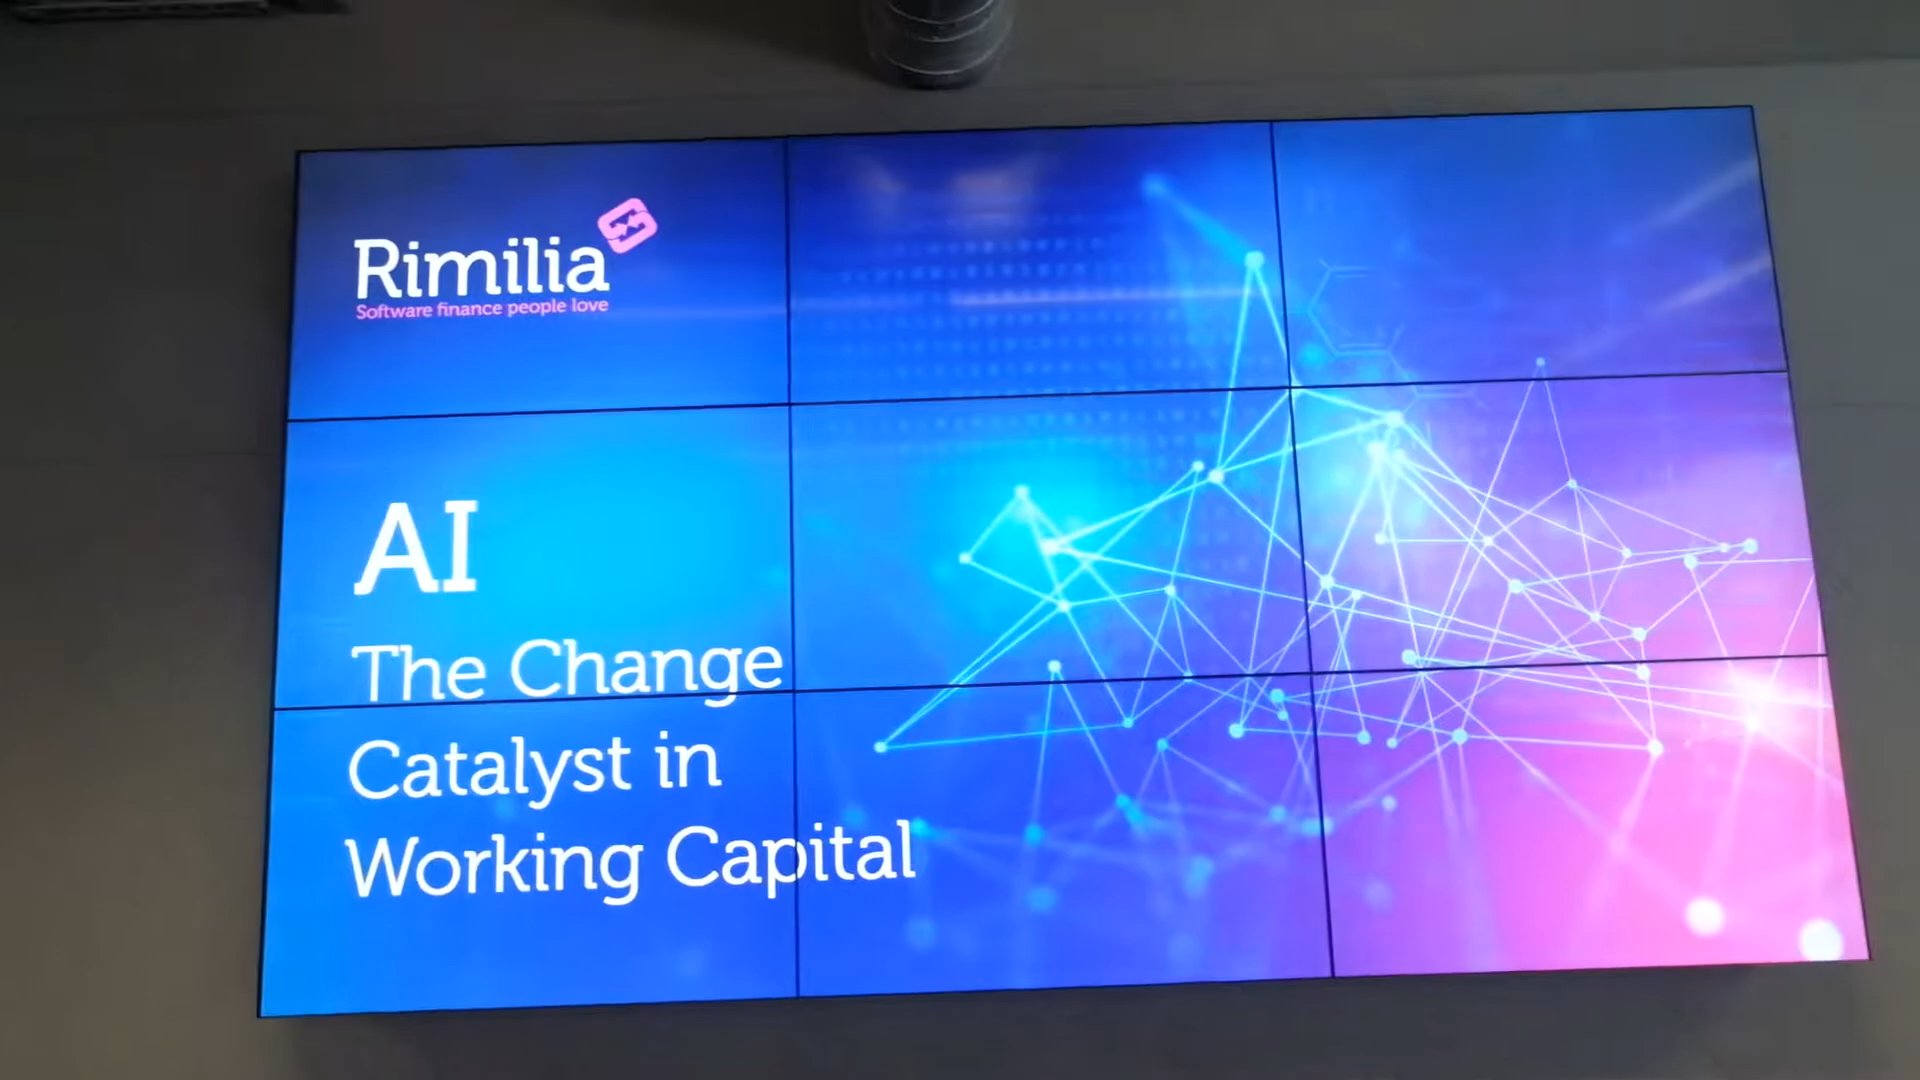 Rimilia
Software finance people love
AI
The Change
Catalyst in
Working Capital